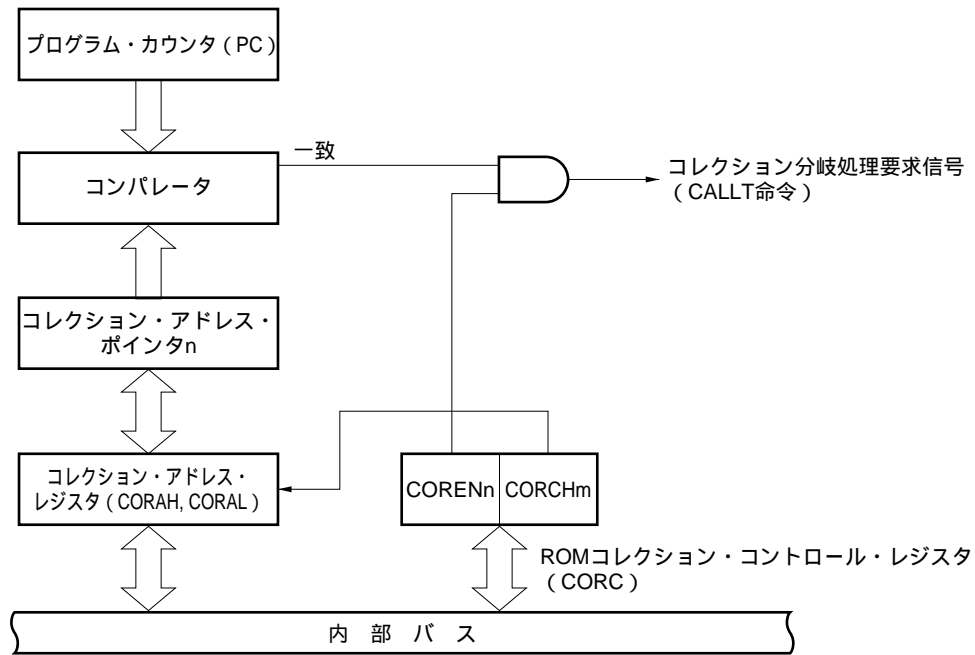 プログラム・カウンタ（PC）
一致
コンパレータ
コレクション分岐処理要求信号
（CALLT命令）
コレクション・アドレス・
ポインタn
コレクション・アドレス・
レジスタ（CORAH, CORAL）
CORENn
CORCHm
ROMコレクション・コントロール・レジスタ
（CORC）
内 部 バ ス